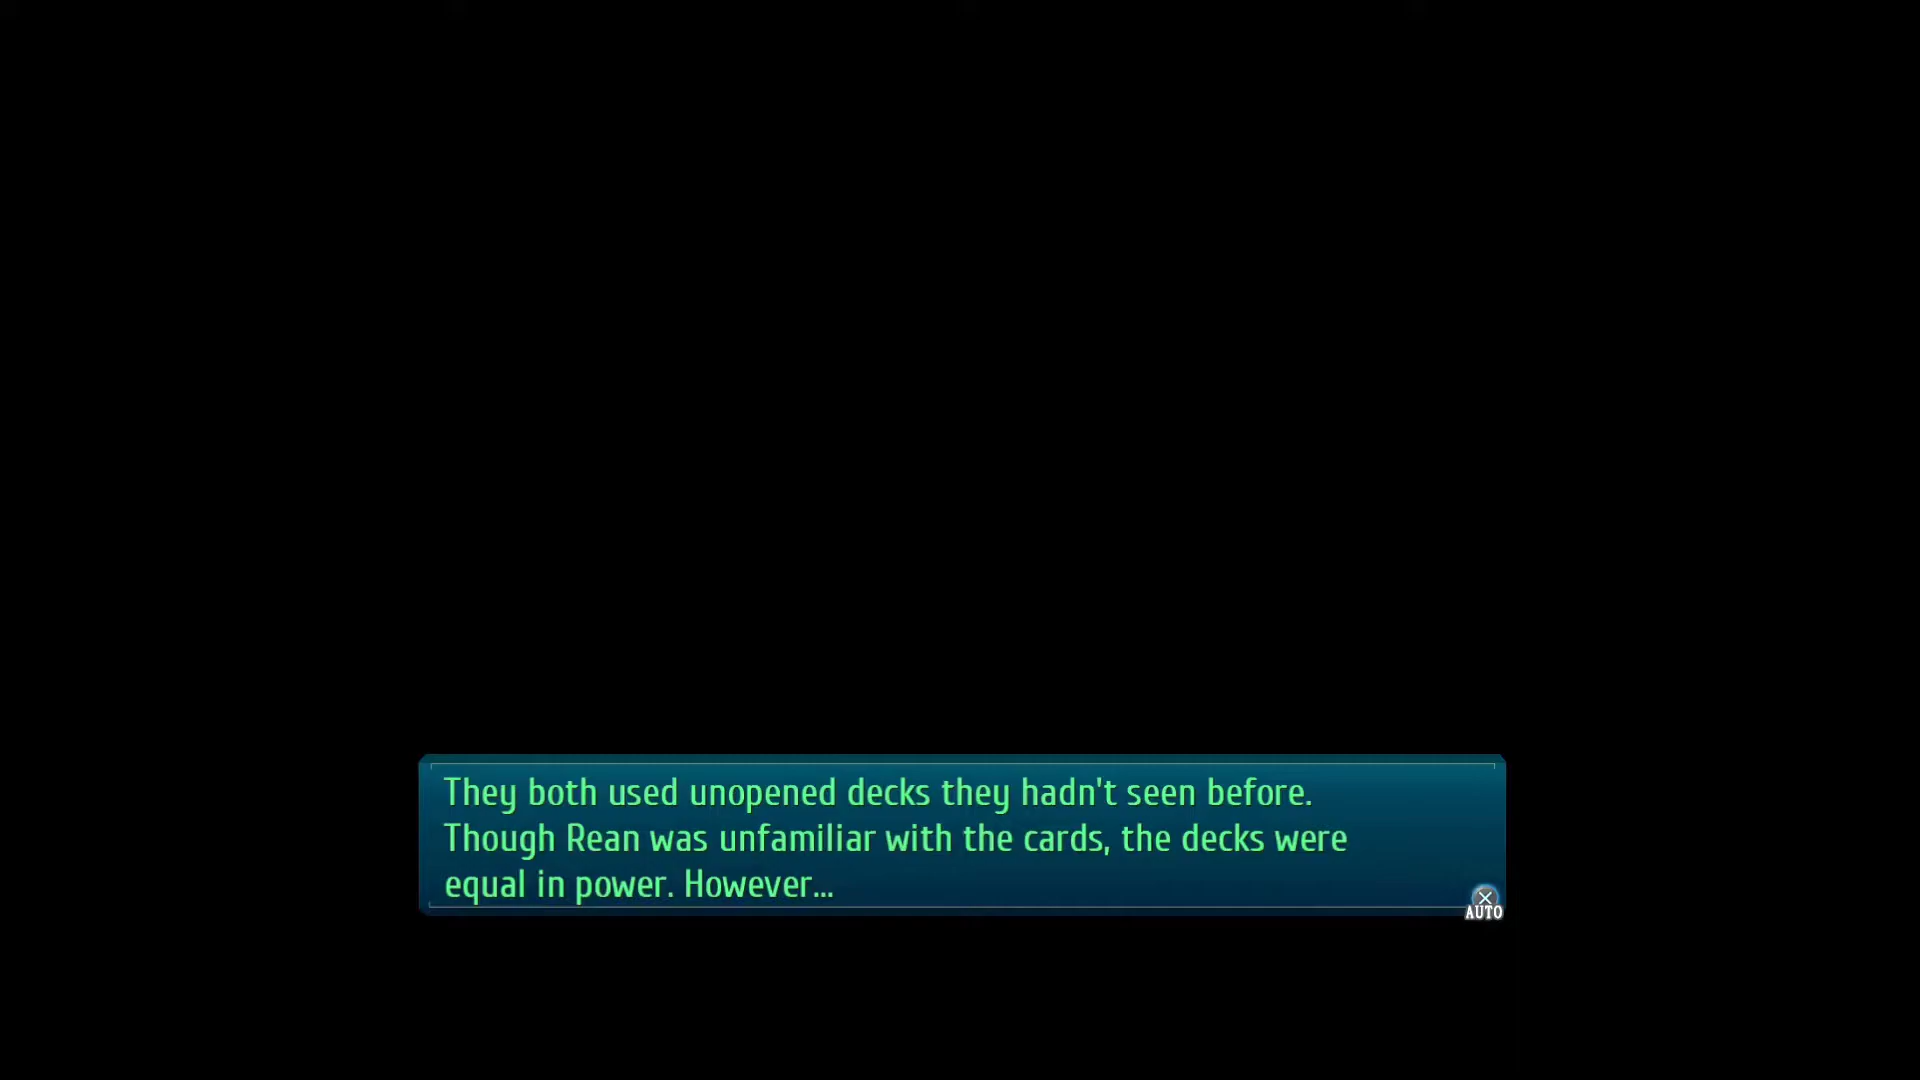 They both used unopened decks they hadn't seen before.
Though Rean was unfamiliar with the cards, the decks were
equal in power. However...
AUTO